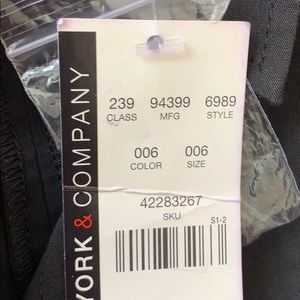 YORK & COMPANY
239 94399 6989
CLASS MFG STYLE
006 006
COLOR SIZE
42283267
SKU
S1-2